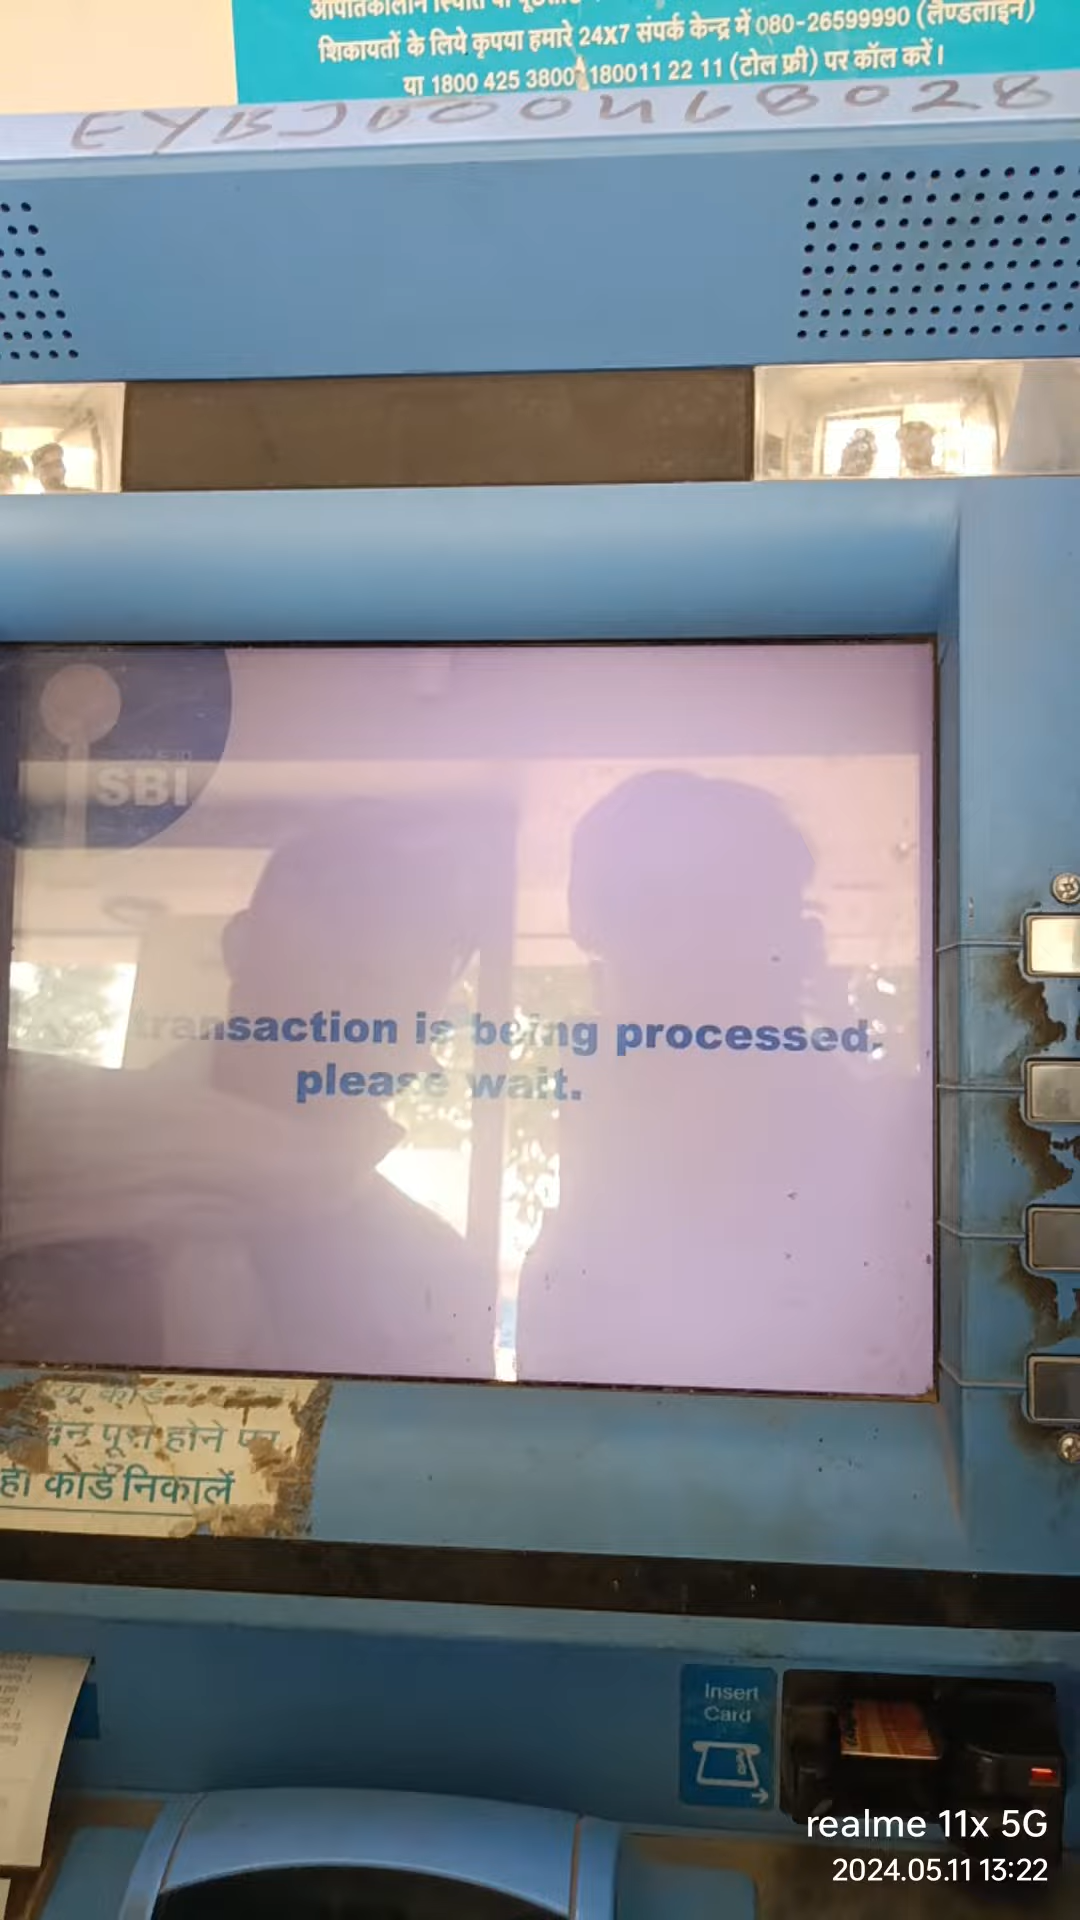 शिकायतों के लिये कृपया हमारे 24X7 संपर्क केन्द्र में 080-26599990 (लैण्डलाइन)
या 1800 425 3800 180011 22 11 (टोल फ्री) पर कॉल करें।
SBI
transaction is being processed,
please wait.
पूरा होने पर
है। कार्ड निकालें
Insert
Card
realme 11x 5G
2024.05.11 13:22